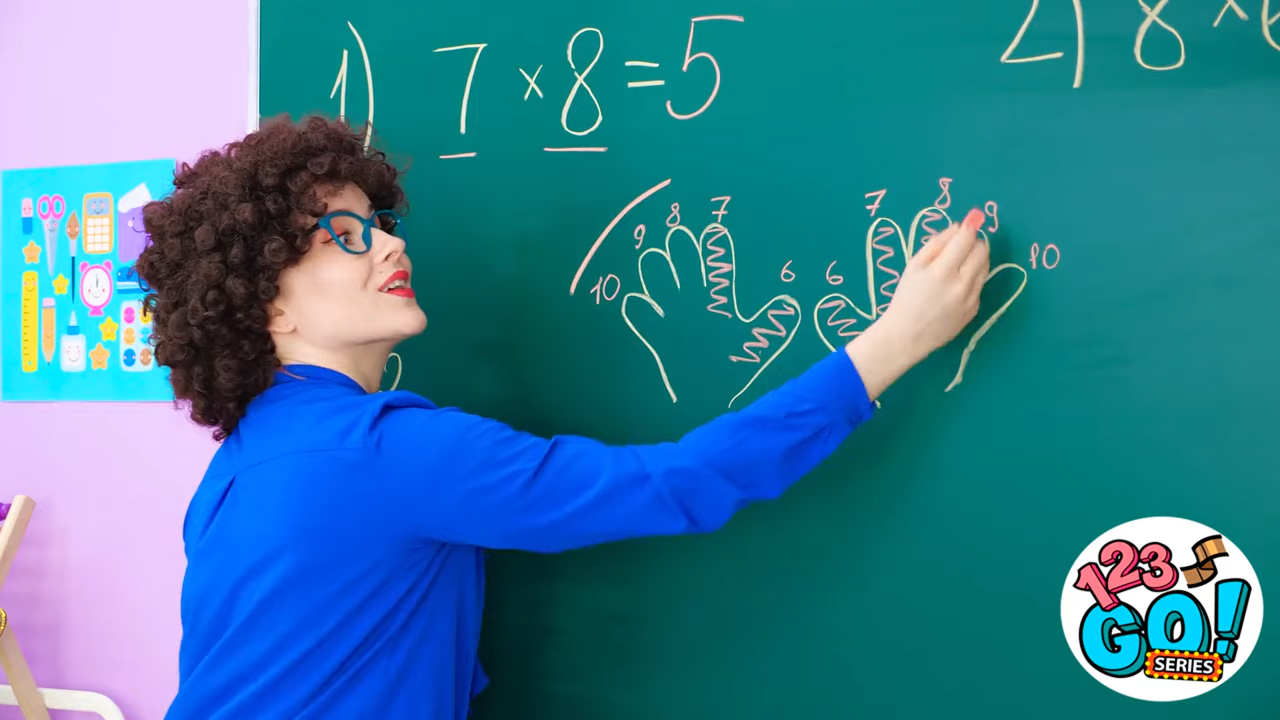 1) 7 × 8 = 5
2) 8 ×
10 9 8 7 6
6 7 8 9 10
123
GO!
SERIES